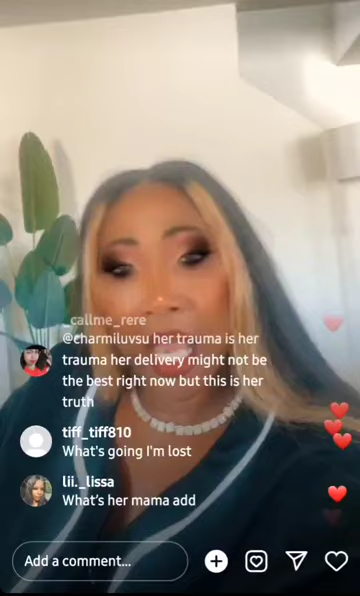 _callme_rere
@charmiluvsu her trauma is her
trauma her delivery might not be
the best right now but this is her
truth
tiff_tiff810
What's going I'm lost
lii._lissa
What's her mama add
Add a comment...